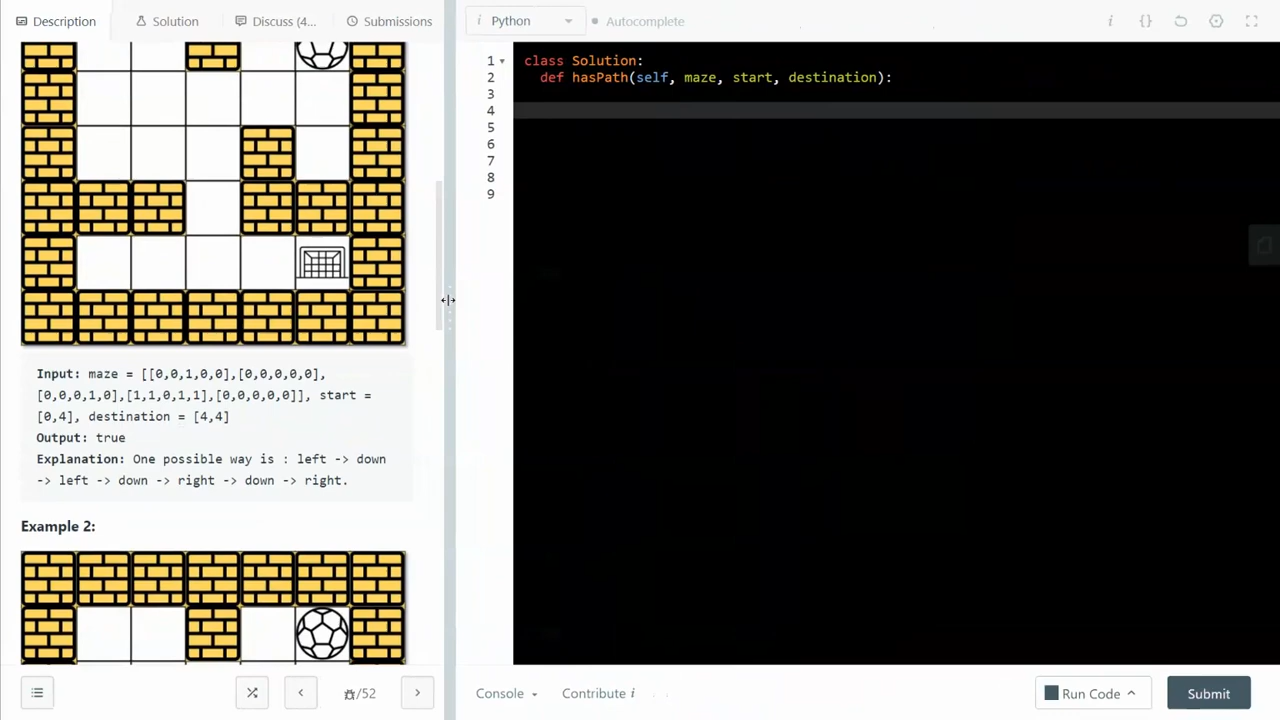 Description
Solution
Discuss (4...
Submissions
i Python
Autocomplete
i {}
1 class Solution:
2 def hasPath(self, maze, start, destination):
3
4
5
6
7
8
9
Input: maze = [[0,0,1,0,0],[0,0,0,0,0],
[0,0,0,1,0],[1,1,0,1,1],[0,0,0,0,0]], start =
[0,4], destination = [4,4]
Output: true
Explanation: One possible way is : left -> down
-> left -> down -> right -> down -> right.
Example 2:
/52
Console
Contribute i
Run Code
Submit